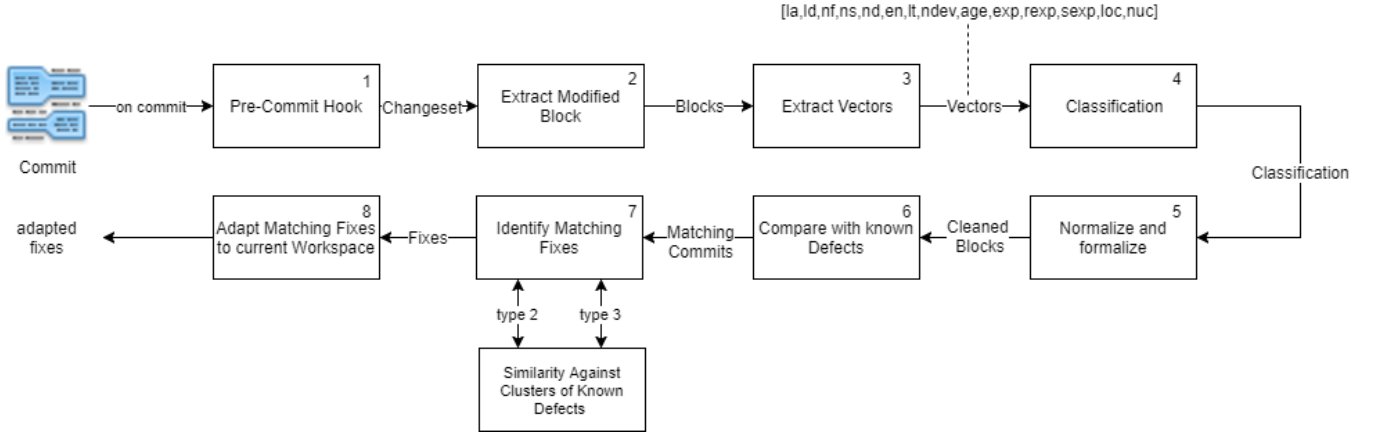 [la,ld,nf,ns,nd,en,lt,ndev,age,exp,rexp,sexp,loc,nuc]
Commit
on commit
1
Pre-Commit Hook
Changeset
2
Extract Modified
Block
Blocks
3
Extract Vectors
Vectors
4
Classification
Classification
5
Normalize and
formalize
Cleaned
Blocks
6
Compare with known
Defects
Matching
Commits
7
Identify Matching
Fixes
Fixes
8
Adapt Matching Fixes
to current Workspace
adapted
fixes
type 2
type 3
Similarity Against
Clusters of Known
Defects